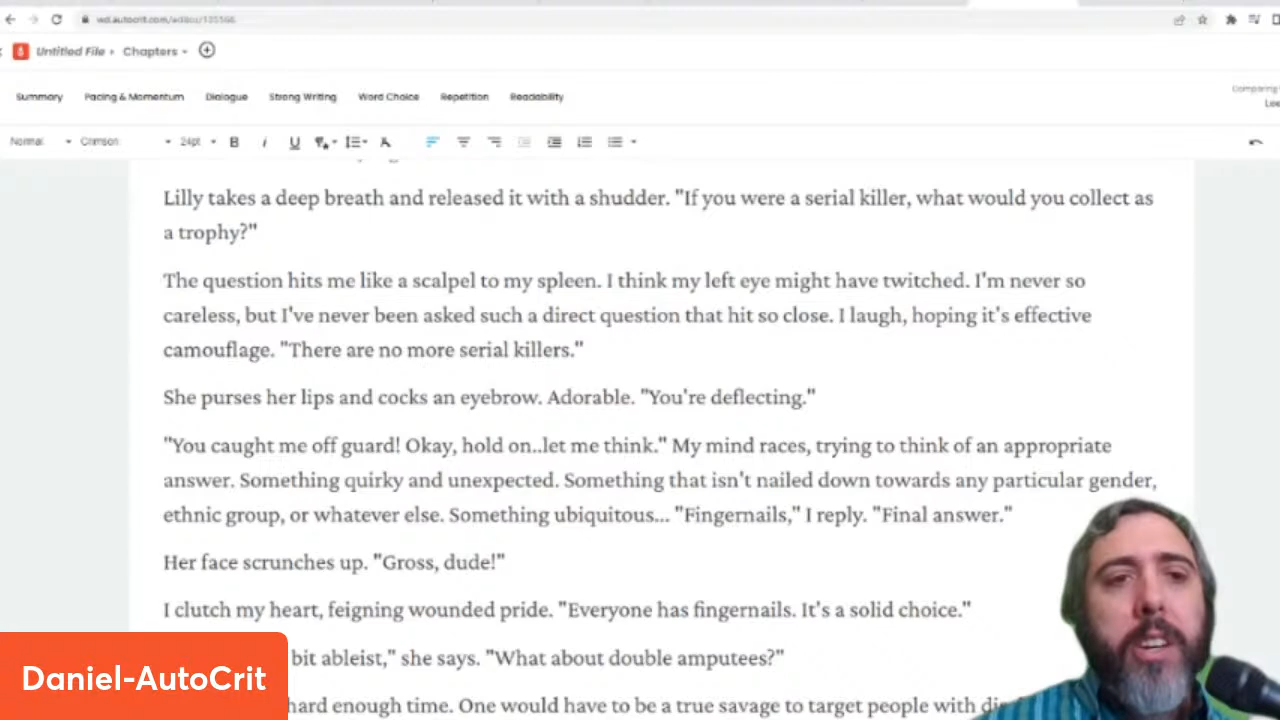 wd.autocrit.com/editor/135566
Untitled File
Chapters
Summary
Pacing & Momentum
Dialogue
Strong Writing
Word Choice
Repetition
Readability
Comparing
Normal
Crimson
24pt
B
i
U
A
Lilly takes a deep breath and released it with a shudder. "If you were a serial killer, what would you collect as
a trophy?"
The question hits me like a scalpel to my spleen. I think my left eye might have twitched. I'm never so
careless, but I've never been asked such a direct question that hit so close. I laugh, hoping it's effective
camouflage. "There are no more serial killers."
She purses her lips and cocks an eyebrow. Adorable. "You're deflecting."
"You caught me off guard! Okay, hold on..let me think." My mind races, trying to think of an appropriate
answer. Something quirky and unexpected. Something that isn't nailed down towards any particular gender,
ethnic group, or whatever else. Something ubiquitous... "Fingernails," I reply. "Final answer."
Her face scrunches up. "Gross, dude!"
I clutch my heart, feigning wounded pride. "Everyone has fingernails. It's a solid choice."
bit ableist," she says. "What about double amputees?"
hard enough time. One would have to be a true savage to target people with
Daniel-AutoCrit